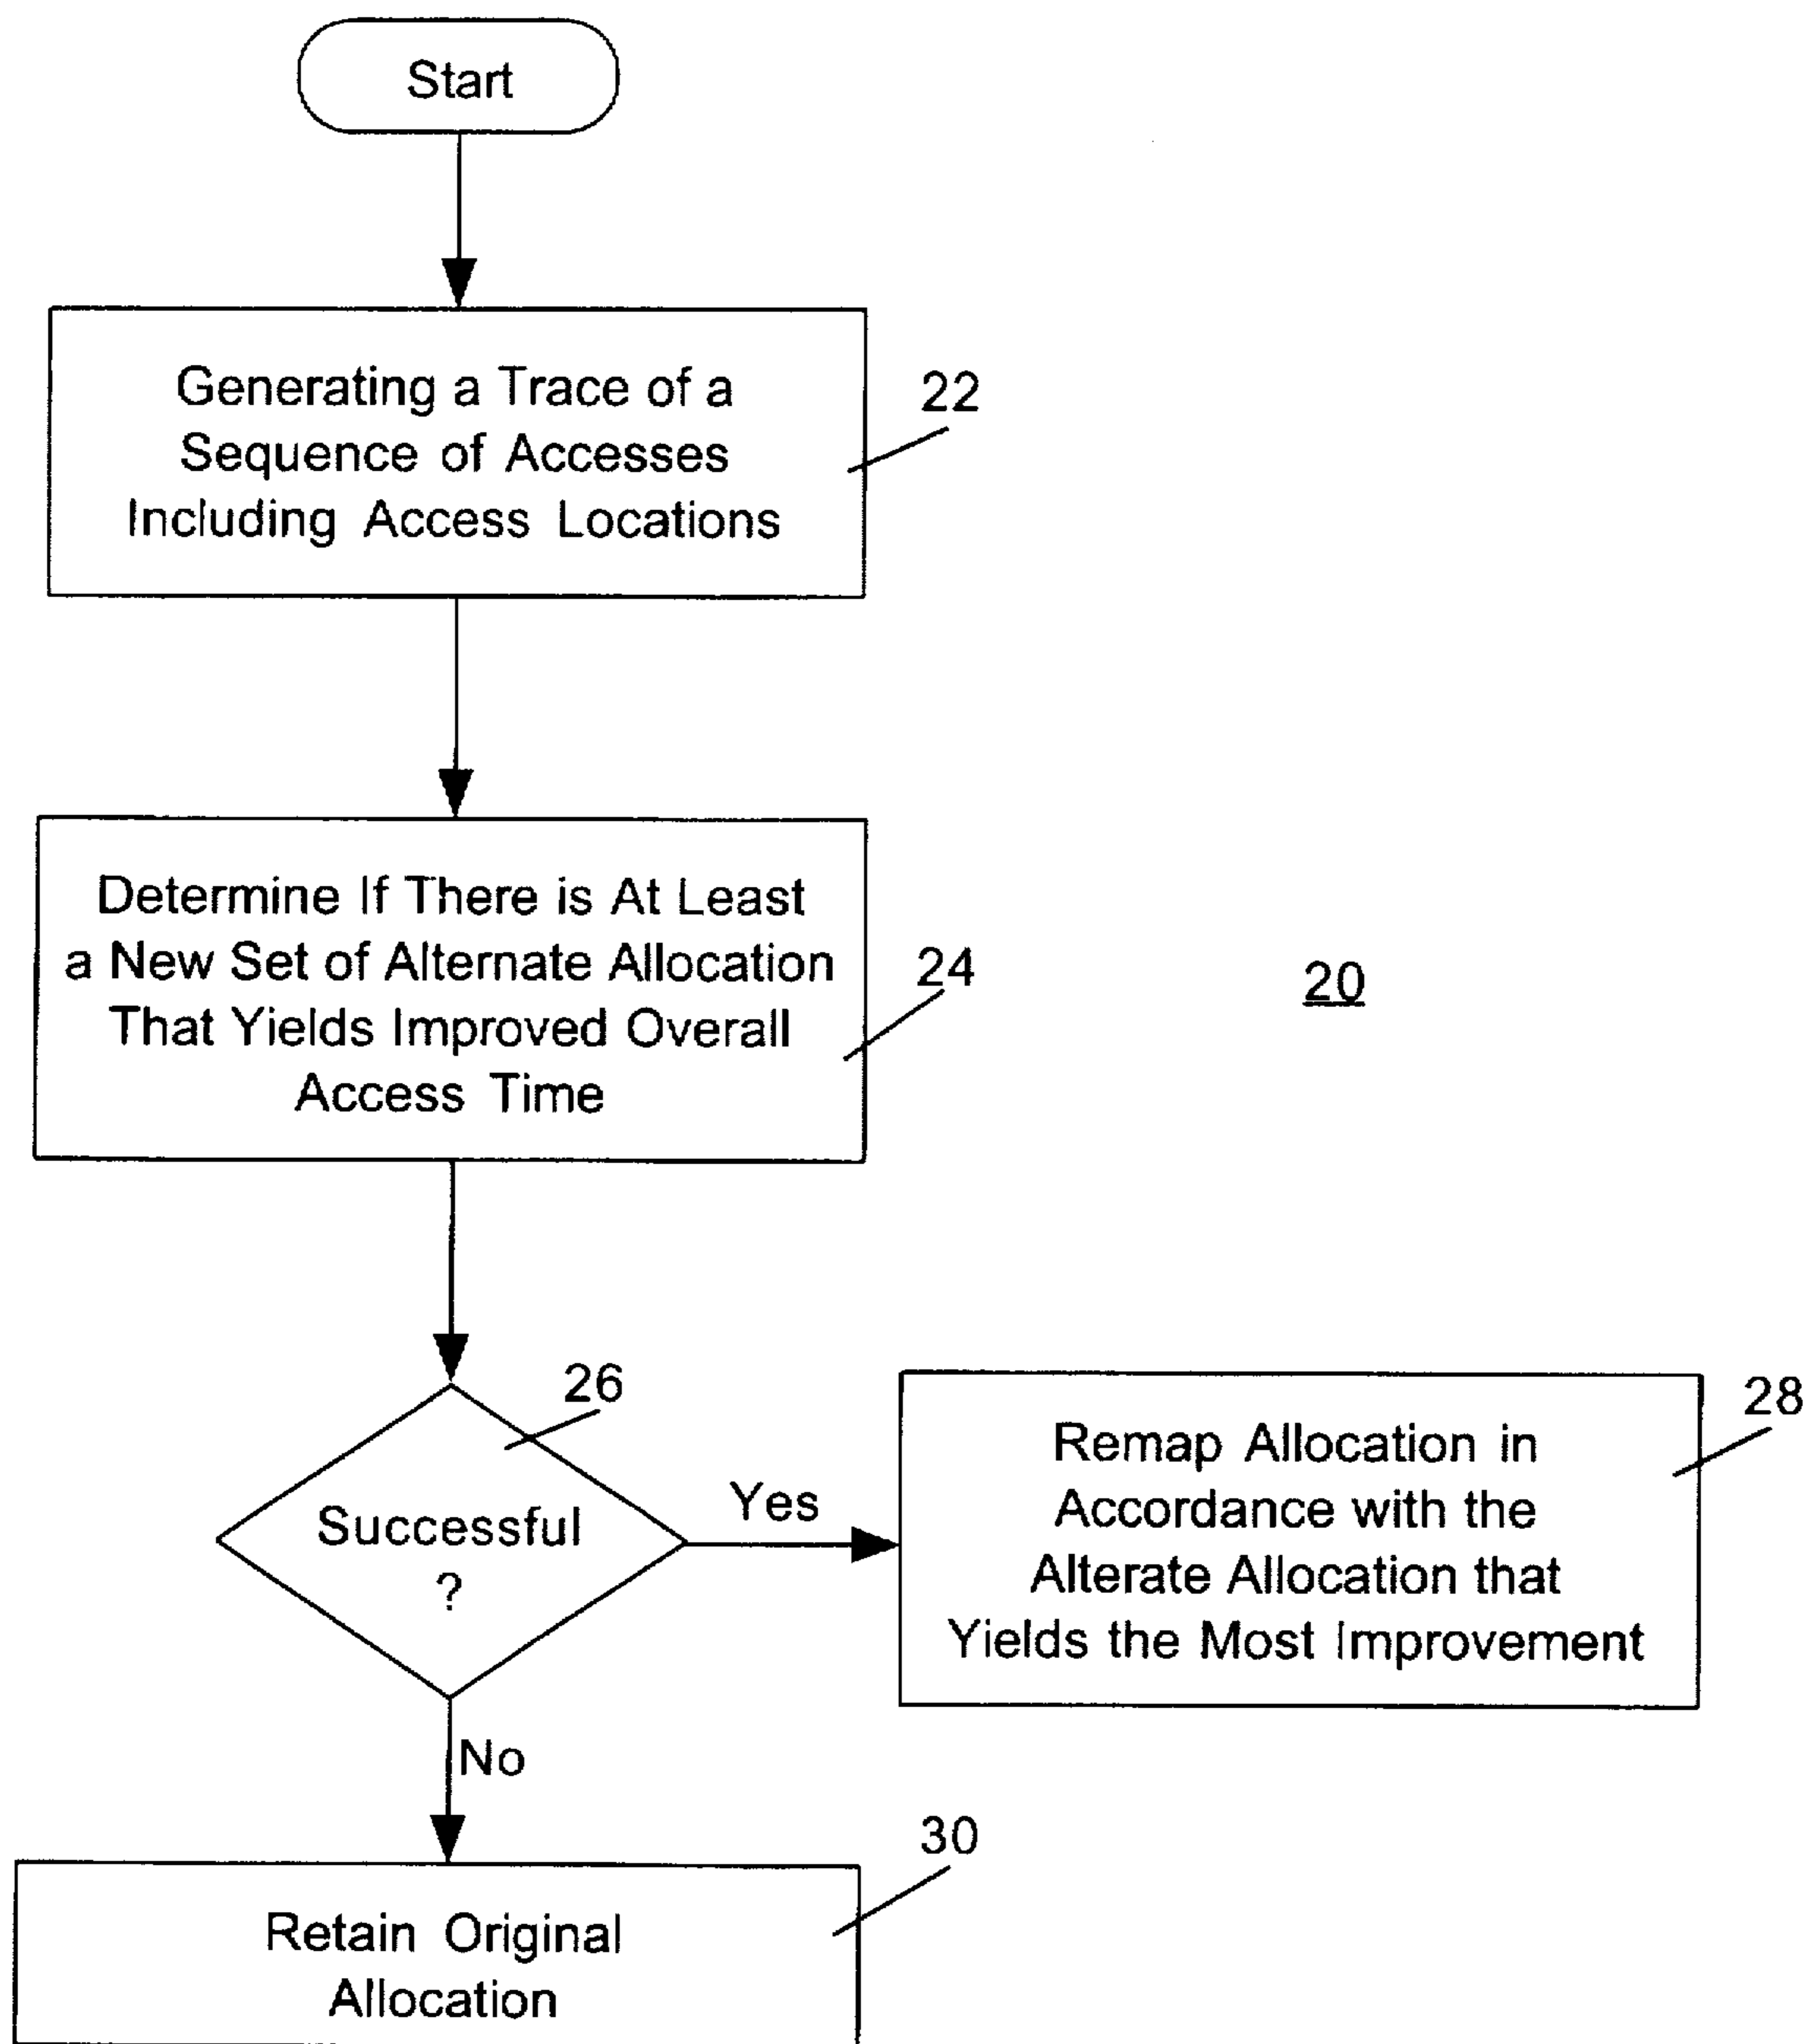 Start
Generating a Trace of a
Sequence of Accesses
Including Access Locations
22
Determine If There is At Least
a New Set of Alternate Allocation
That Yields Improved Overall
Access Time
24
20
26
Successful
?
Yes
Remap Allocation in
Accordance with the
Alterate Allocation that
Yields the Most Improvement
28
No
30
Retain Original
Allocation